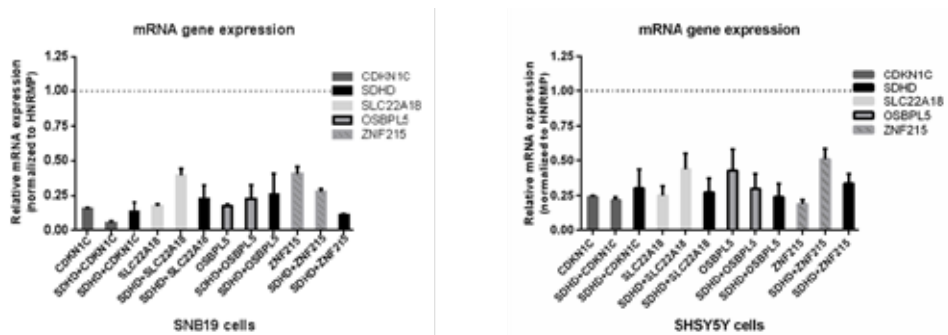 mRNA gene expression
Relative mRNA expression
(normalized to HNRMP)
1.25
1.00
0.75
0.50
0.25
0.00
CDKN1C
SDHD
SLC22A18
OSBPL5
ZNF215
CDKN1C
SDHD+CDKN1C
SDHD+CDKN1C
SLC22A18
SDHD+SLC22A18
SDHD+SLC22A18
OSBPL5
SDHD+OSBPL5
SDHD+OSBPL5
ZNF215
SDHD+ZNF215
SDHD+ZNF215
SNB19 cells
mRNA gene expression
Relative mRNA expression
(normalized to HNRMP)
1.25
1.00
0.75
0.50
0.25
0.00
CDKN1C
SDHD
SLC22A18
OSBPL5
ZNF215
CDKN1C
SDHD+CDKN1C
SDHD+CDKN1C
SLC22A18
SDHD+SLC22A18
SDHD+SLC22A18
OSBPL5
SDHD+OSBPL5
SDHD+OSBPL5
ZNF215
SDHD+ZNF215
SDHD+ZNF215
SHSY5Y cells